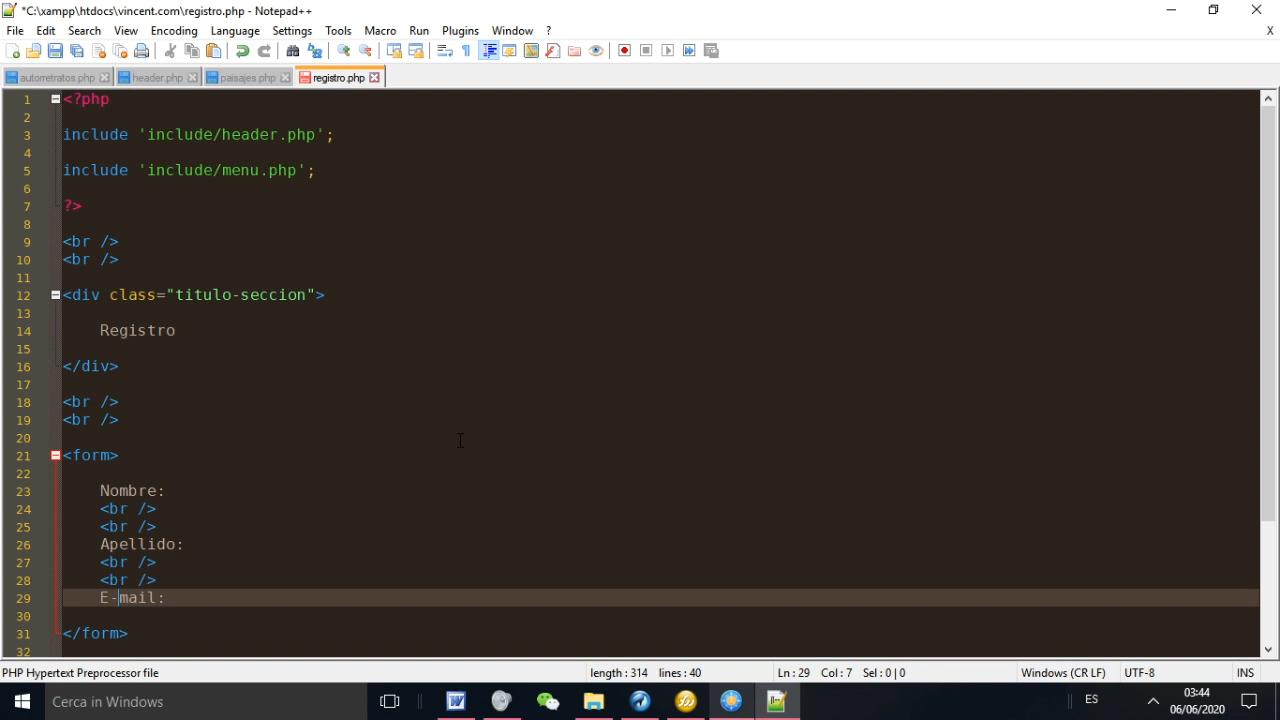 *C:\xampp\htdocs\vincent.com\registro.php - Notepad++
File Edit Search View Encoding Language Settings Tools Macro Run Plugins Window ? X
autorretratos.php header.php paisajes.php registro.php
1 <?php
2
3 include 'include/header.php';
4
5 include 'include/menu.php';
6
7 ?>
8
9 <br />
10 <br />
11
12 <div class="titulo-seccion">
13
14 Registro
15
16 </div>
17
18 <br />
19 <br />
20
21 <form>
22
23 Nombre:
24 <br />
25 <br />
26 Apellido:
27 <br />
28 <br />
29 E-mail:
30
31 </form>
32
PHP Hypertext Preprocessor file length : 314 lines : 40 Ln : 29 Col : 7 Sel : 0 | 0 Windows (CR LF) UTF-8 INS
Cerca in Windows ES 03:44
06/06/2020